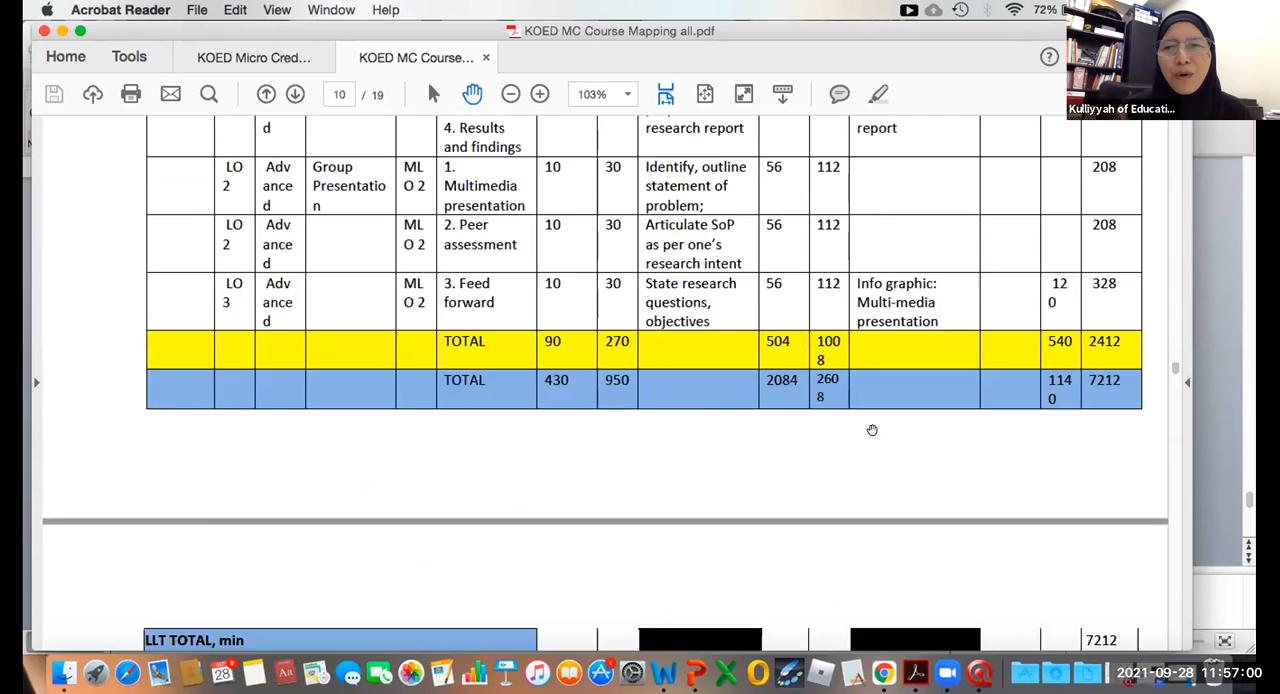 Acrobat Reader File Edit View Window Help 72%
KOED MC Course Mapping all.pdf
Home Tools KOED Micro Cred... KOED MC Course... ×
10 / 19 103%
Kulliyyah of Educati...
d 4. Results research report report
and findings
LO Adv Group ML 1. 10 30 Identify, outline 56 112 208
2 ance Presentatio O 2 Multimedia statement of
d n presentation problem;
LO Adv ML 2. Peer 10 30 Articulate SoP 56 112 208
2 ance O 2 assessment as per one's
d research intent
LO Adv ML 3. Feed 10 30 State research 56 112 Info graphic: 12 328
3 ance O 2 forward questions, Multi-media 0
d objectives presentation
TOTAL 90 270 504 100 540 2412
8
TOTAL 430 950 2084 260 114 7212
8 0
LLT TOTAL, min 7212
28
2021-09-28 11:57:00